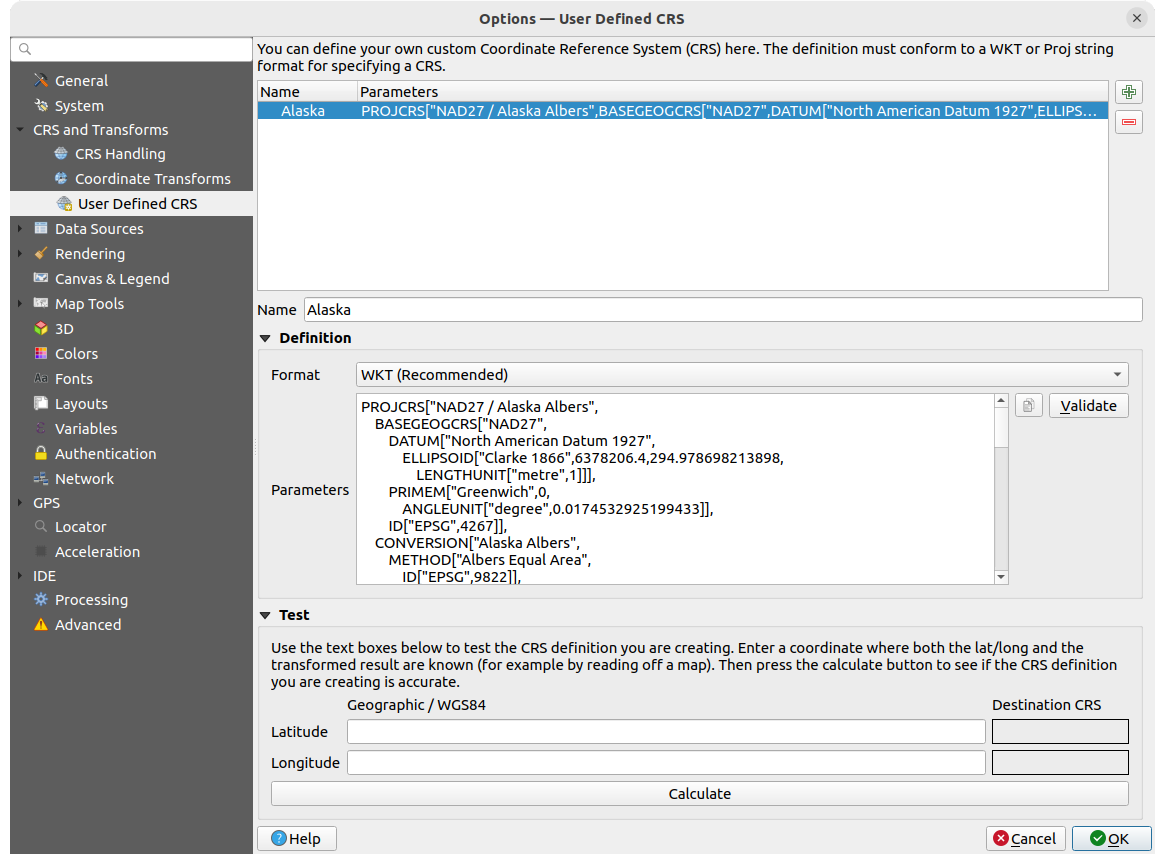 Options — User Defined CRS
General
System
CRS and Transforms
CRS Handling
Coordinate Transforms
User Defined CRS
Data Sources
Rendering
Canvas & Legend
Map Tools
3D
Colors
Fonts
Layouts
Variables
Authentication
Network
GPS
Locator
Acceleration
IDE
Processing
Advanced
You can define your own custom Coordinate Reference System (CRS) here. The definition must conform to a WKT or Proj string
format for specifying a CRS.
Name Parameters
Alaska PROJCRS["NAD27 / Alaska Albers",BASEGEOGCRS["NAD27",DATUM["North American Datum 1927",ELLIPS…
Name Alaska
Definition
Format WKT (Recommended)
Parameters
PROJCRS["NAD27 / Alaska Albers",
BASEGEOGCRS["NAD27",
DATUM["North American Datum 1927",
ELLIPSOID["Clarke 1866",6378206.4,294.978698213898,
LENGTHUNIT["metre",1]]],
PRIMEM["Greenwich",0,
ANGLEUNIT["degree",0.0174532925199433]],
ID["EPSG",4267]],
CONVERSION["Alaska Albers",
METHOD["Albers Equal Area",
ID["EPSG",9822]],
Validate
Test
Use the text boxes below to test the CRS definition you are creating. Enter a coordinate where both the lat/long and the
transformed result are known (for example by reading off a map). Then press the calculate button to see if the CRS definition
you are creating is accurate.
Geographic / WGS84 Destination CRS
Latitude
Longitude
Calculate
Help Cancel OK